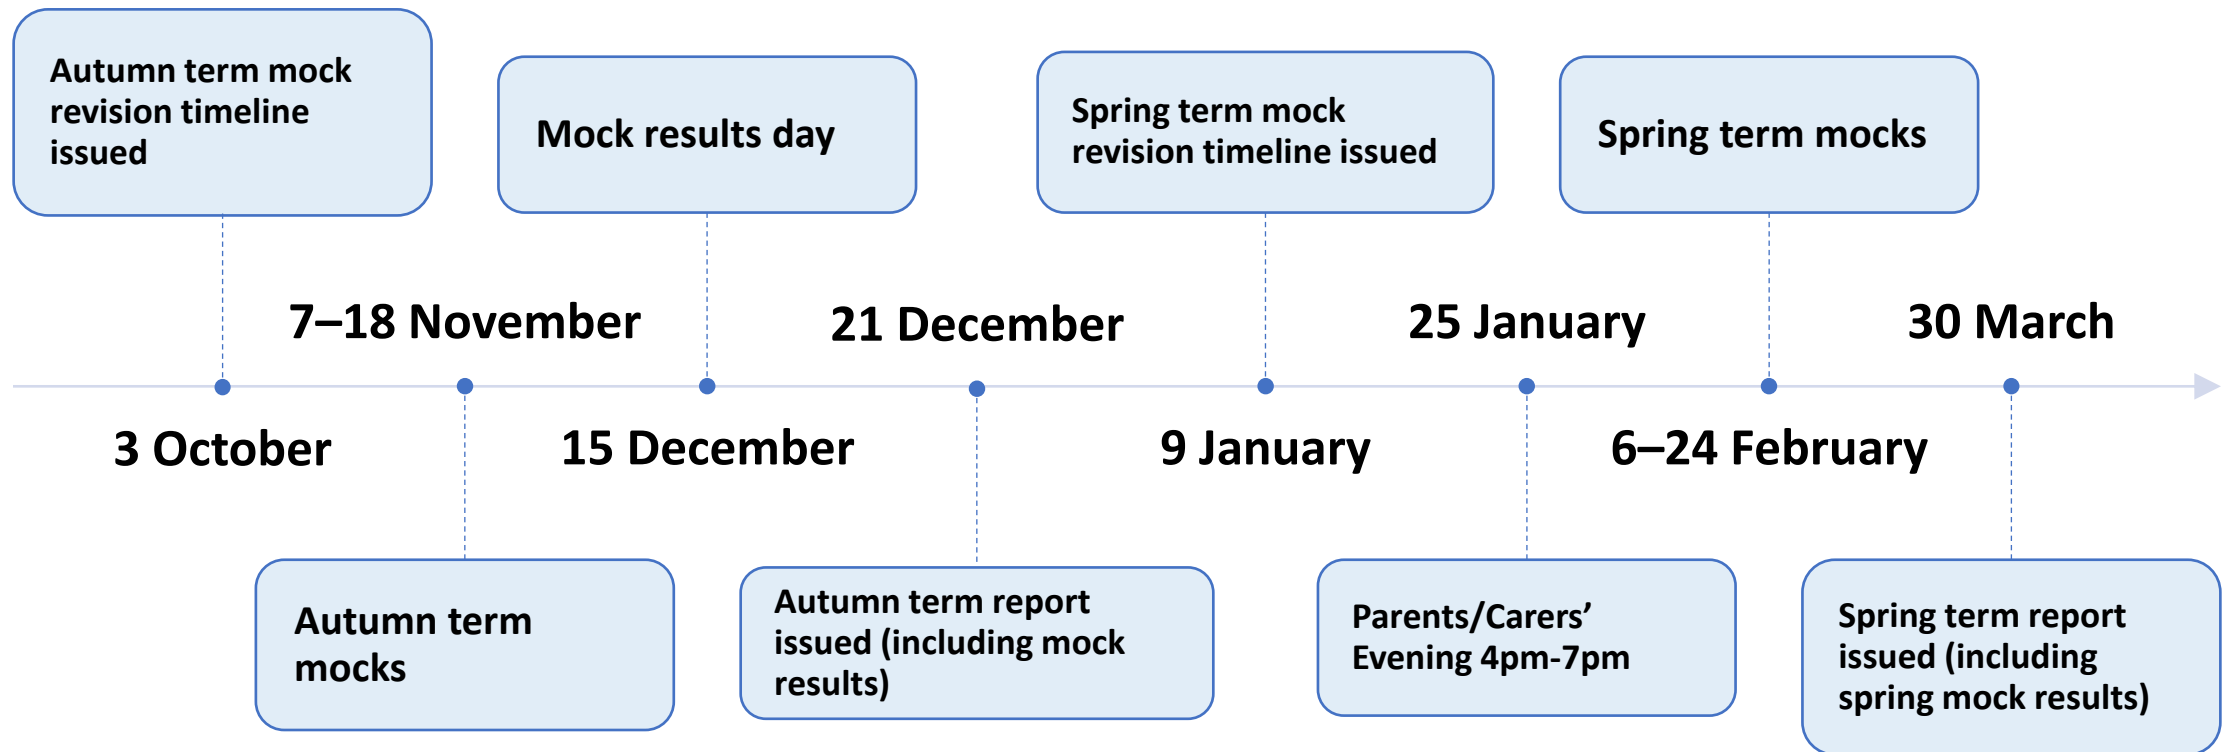 Autumn term mock
revision timeline
issued
Mock results day
Spring term mock
revision timeline issued
Spring term mocks
7–18 November
21 December
25 January
30 March
3 October
15 December
9 January
6–24 February
Autumn term
mocks
Autumn term report
issued (including mock
results)
Parents/Carers’
Evening 4pm-7pm
Spring term report
issued (including
spring mock results)